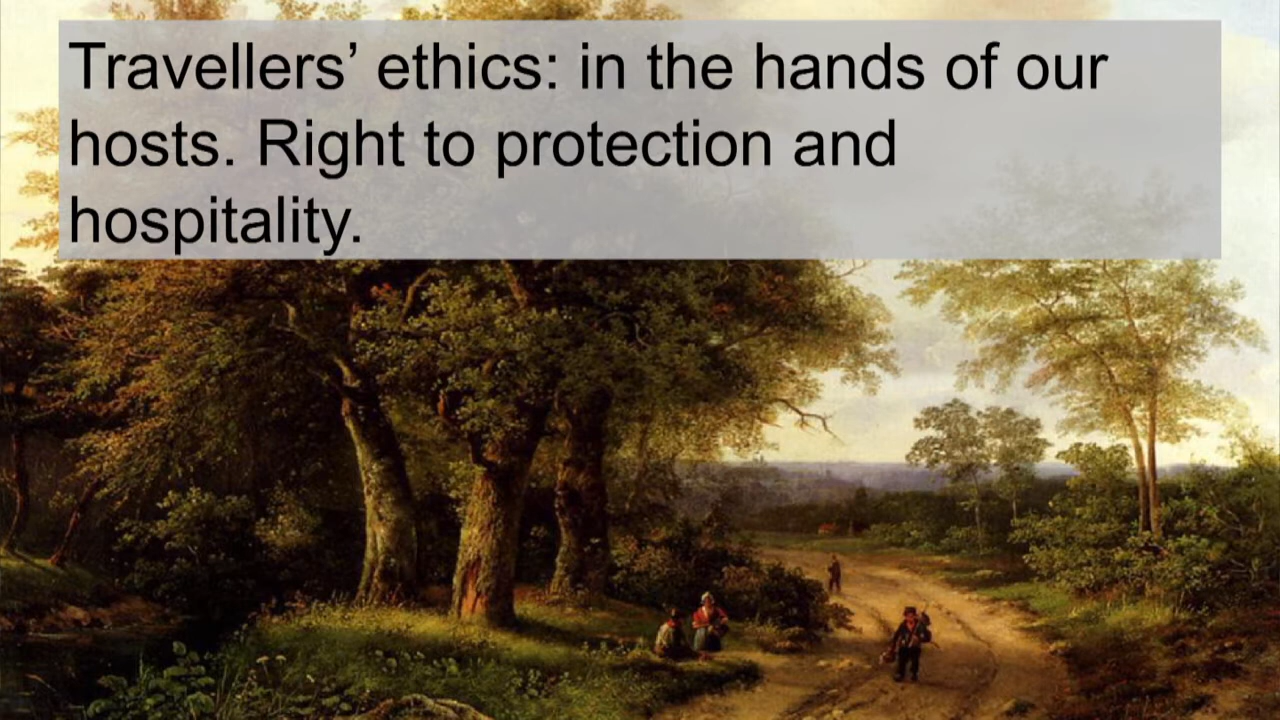 Travellers’ ethics: in the hands of our
hosts. Right to protection and
hospitality.